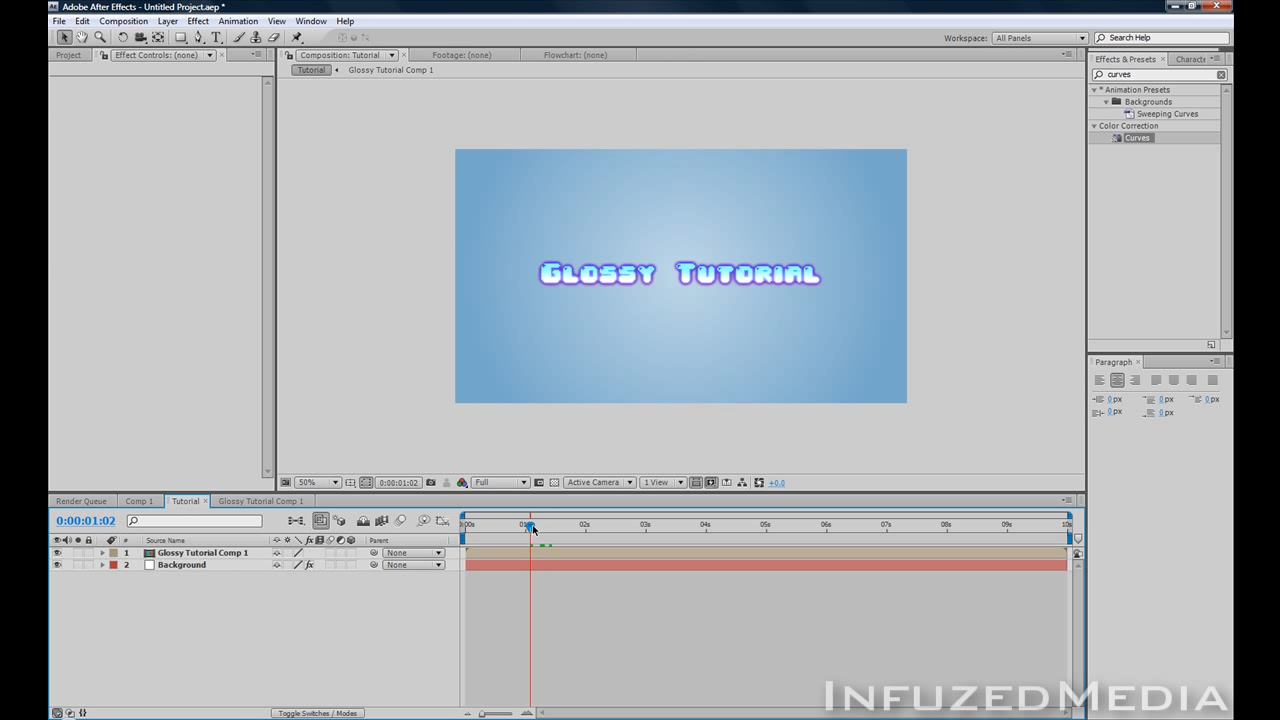 Adobe After Effects - Untitled Project.aep *
File Edit Composition Layer Effect Animation View Window Help
Workspace: All Panels Search Help
Project Effect Controls: (none) Composition: Tutorial Footage: (none) Flowchart: (none) Effects & Presets Characte
Tutorial Glossy Tutorial Comp 1
curves
* Animation Presets
Backgrounds
Sweeping Curves
Color Correction
Curves
Glossy Tutorial
Paragraph
0 px 0 px 0 px
0 px 0 px
50% 0:00:01:02 Full Active Camera 1 View +0.0
Render Queue Comp 1 Tutorial Glossy Tutorial Comp 1
0:00:01:02
02s 03s 04s 05s 06s 07s 08s 09s
# Source Name Parent
1 Glossy Tutorial Comp 1 None
2 Background None
Toggle Switches / Modes
InfuzedMedia